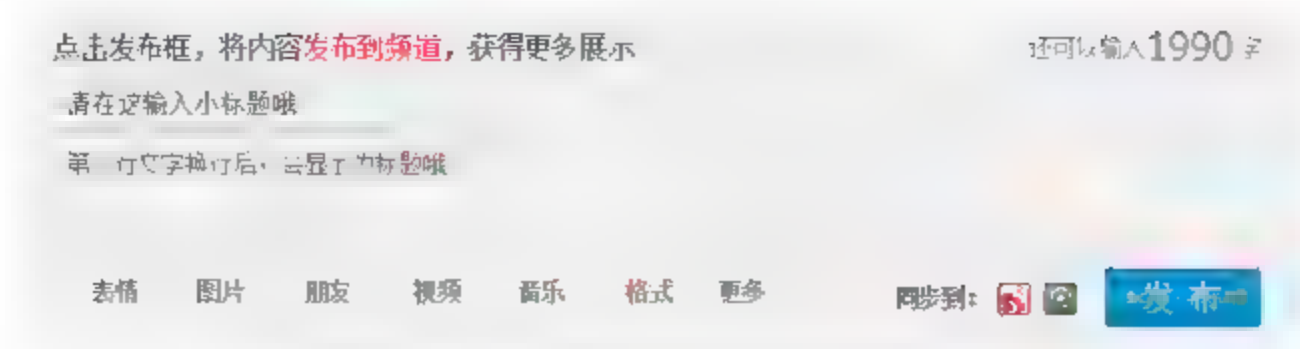 点击发布框，将内容发布到频道，获得更多展示
还可以输入1990字
请在这输入小标题哦
第一行文字换行后，会显示为标题哦
表情 图片 朋友 视频 音乐 格式 更多
同步到：
发布